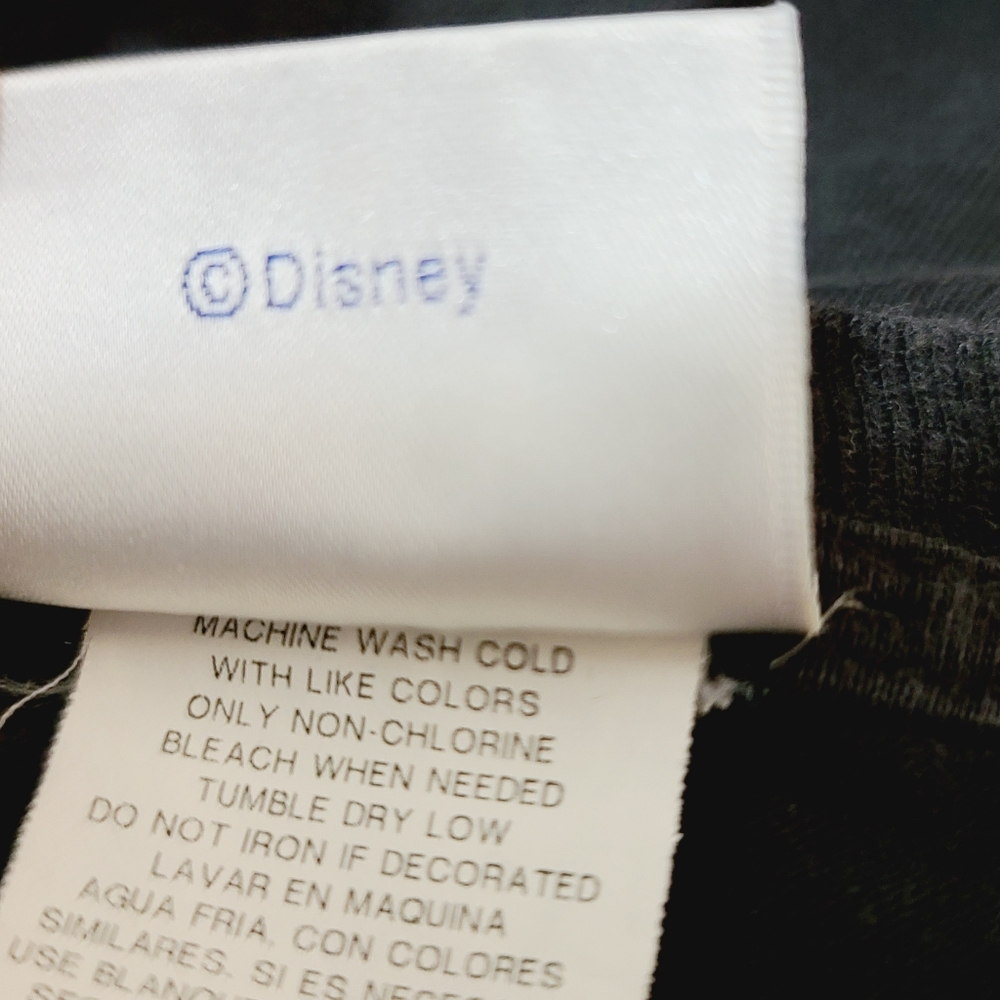 ©Disney
MACHINE WASH COLD
WITH LIKE COLORS
ONLY NON-CHLORINE
BLEACH WHEN NEEDED
TUMBLE DRY LOW
DO NOT IRON IF DECORATED
LAVAR EN MAQUINA
AGUA FRIA, CON COLORES
SIMILARES. SI ES
USE